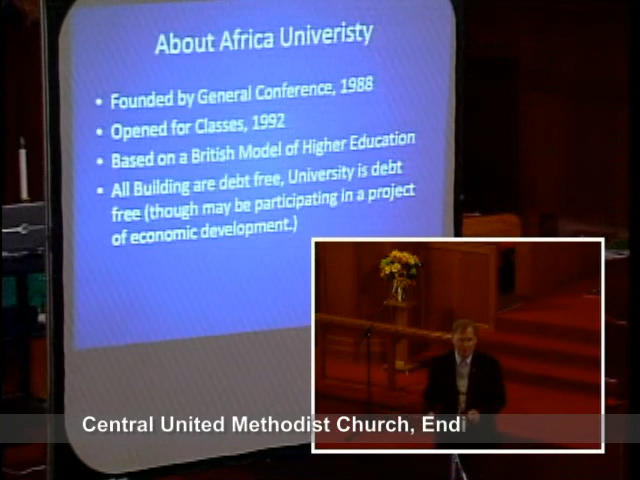 About Africa Univeristy
• Founded by General Conference, 1988
• Opened for Classes, 1992
• Based on a British Model of Higher Education
• All Building are debt free, University is debt
free (though may be participating in a project
of economic development.)
Central United Methodist Church, Endi